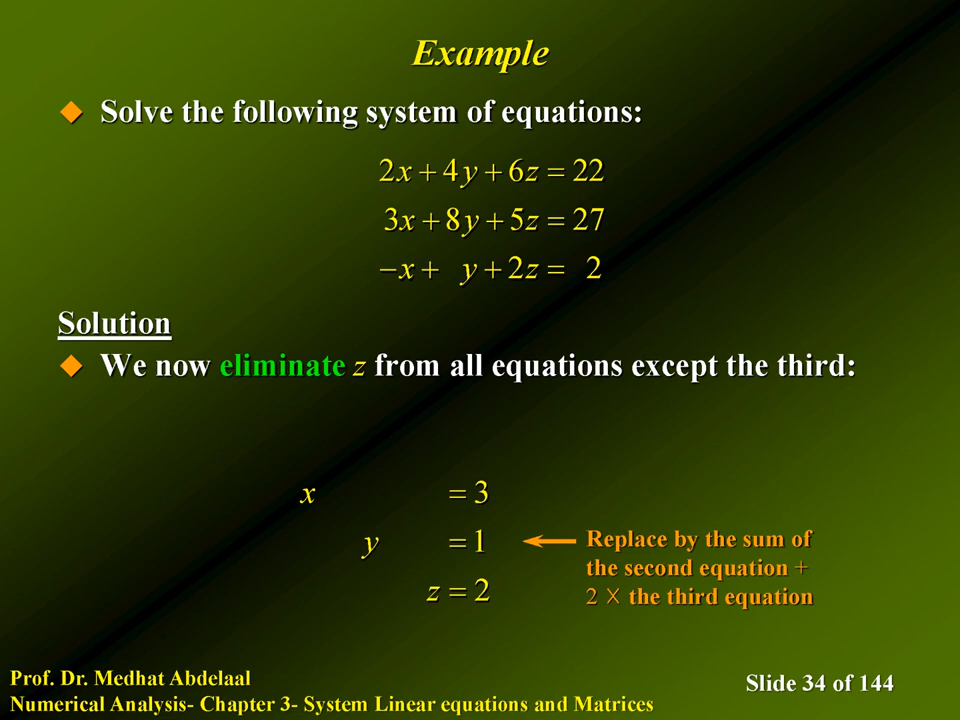 Example
Solve the following system of equations:
2x + 4y + 6z = 22
3x + 8y + 5z = 27
−x + y + 2z = 2
Solution
We now eliminate z from all equations except the third:
x = 3
y = 1
z = 2
Replace by the sum of
the second equation +
2 X the third equation
Prof. Dr. Medhat Abdelaal
Numerical Analysis- Chapter 3- System Linear equations and Matrices
Slide 34 of 144